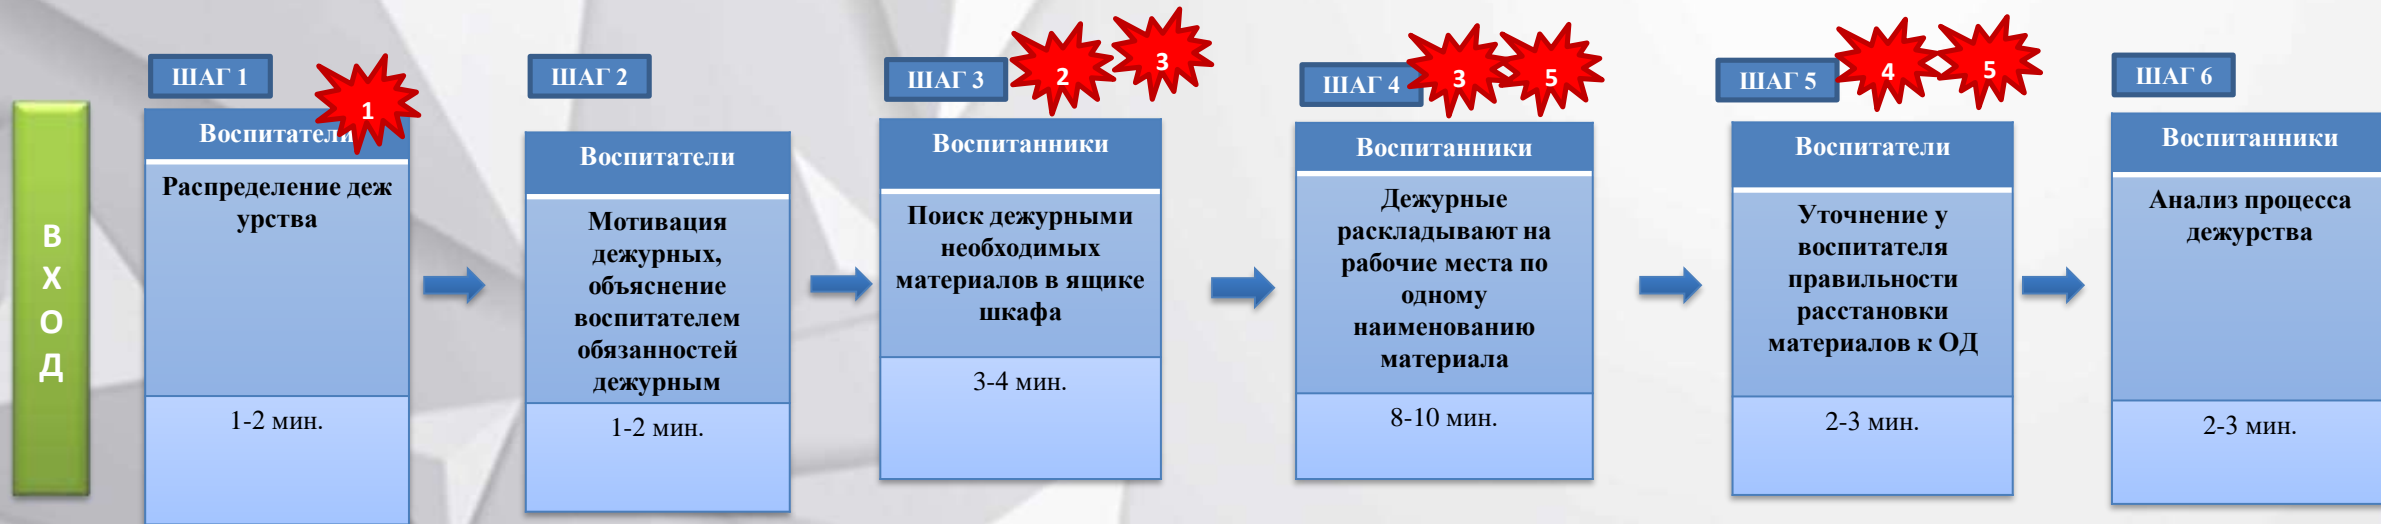 В
Х
О
Д
ШАГ 1
1
Воспитатели
Распределение деж
урства
1-2 мин.
ШАГ 2
Воспитатели
Мотивация
дежурных,
объяснение
воспитателем
обязанностей
дежурным
1-2 мин.
ШАГ 3
2
3
Воспитанники
Поиск дежурными
необходимых
материалов в ящике
шкафа
3-4 мин.
ШАГ 4
3
5
Воспитанники
Дежурные
раскладывают на
рабочие места по
одному
наименованию
материала
8-10 мин.
ШАГ 5
4
5
Воспитатели
Уточнение у
воспитателя
правильности
расстановки
материалов к ОД
2-3 мин.
ШАГ 6
Воспитанники
Анализ процесса
дежурства
2-3 мин.